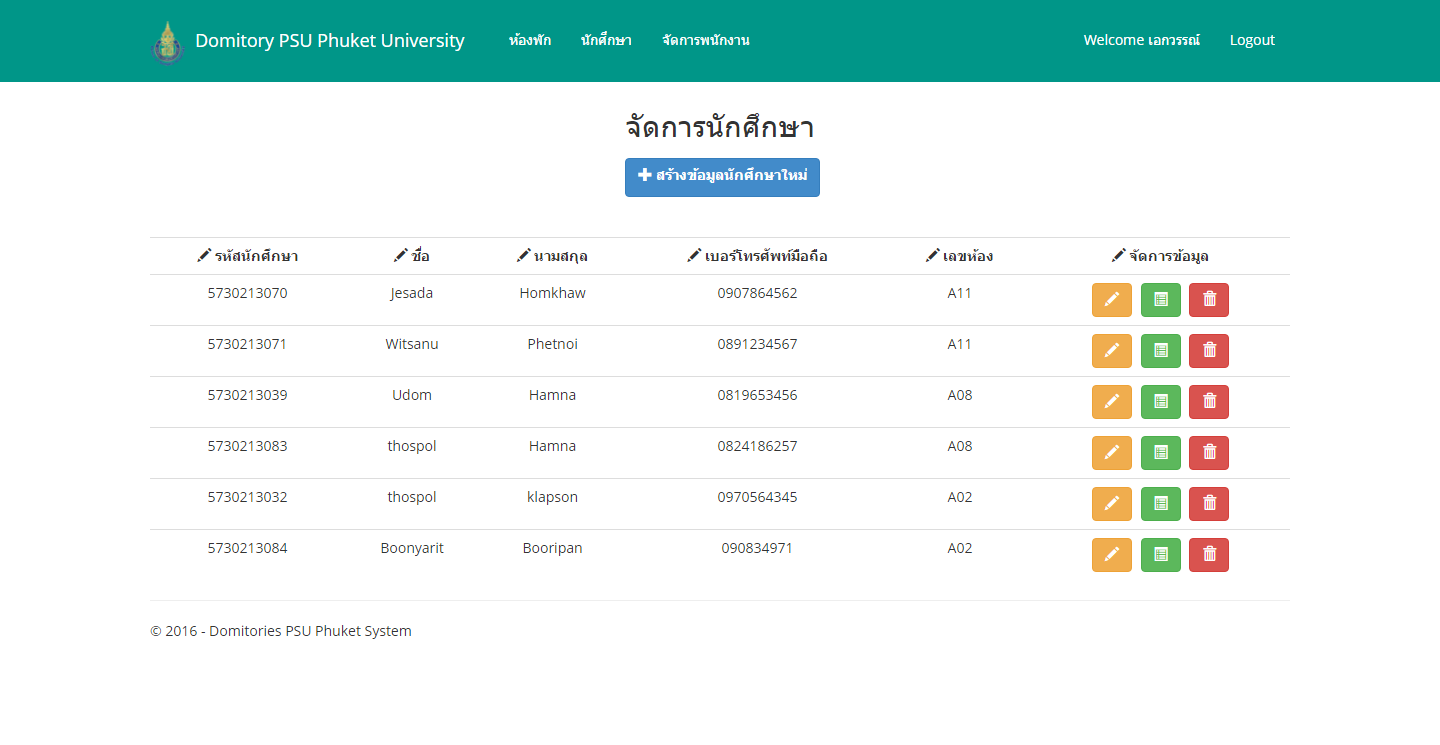 Domitory PSU Phuket University ห้องพัก นักศึกษา จัดการพนักงาน Welcome เอกวรรณ์ Logout
จัดการนักศึกษา
สร้างข้อมูลนักศึกษาใหม่
รหัสนักศึกษา ชื่อ นามสกุล เบอร์โทรศัพท์มือถือ เลขห้อง จัดการข้อมูล
5730213070 Jesada Homkhaw 0907864562 A11
5730213071 Witsanu Phetnoi 0891234567 A11
5730213039 Udom Hamna 0819653456 A08
5730213083 thospol Hamna 0824186257 A08
5730213032 thospol klapson 0970564345 A02
5730213084 Boonyarit Booripan 090834971 A02
© 2016 - Domitories PSU Phuket System